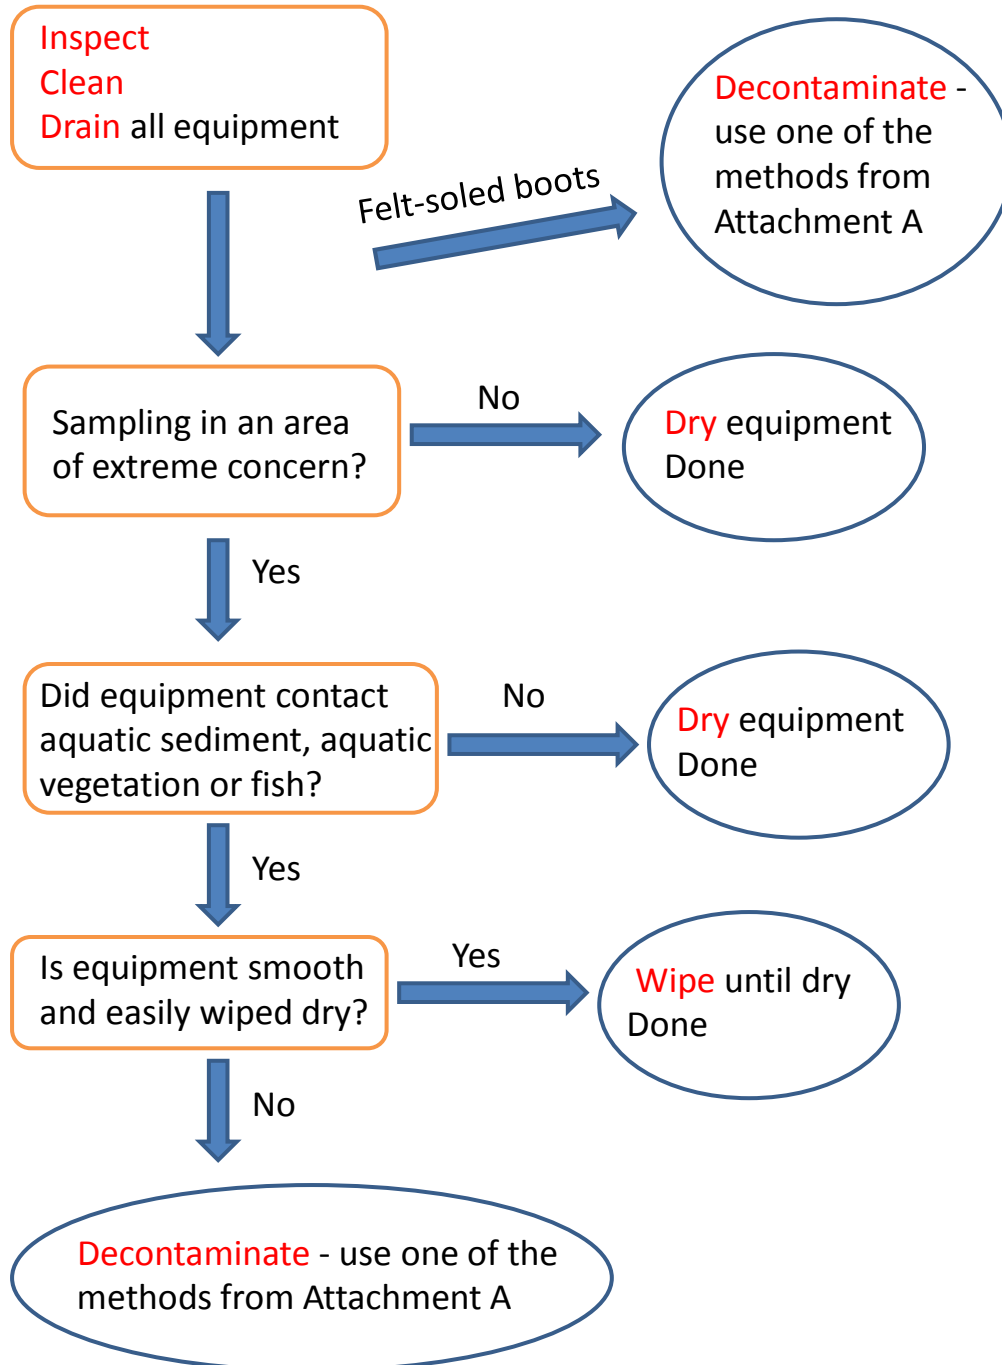 Inspect
Clean
Drain all equipment
Felt-soled boots
Decontaminate -
use one of the
methods from
Attachment A
Sampling in an area
of extreme concern?
No
Dry equipment
Done
Yes
Did equipment contact
aquatic sediment, aquatic
vegetation or fish?
No
Dry equipment
Done
Yes
Is equipment smooth
and easily wiped dry?
Yes
Wipe until dry
Done
No
Decontaminate - use one of the
methods from Attachment A